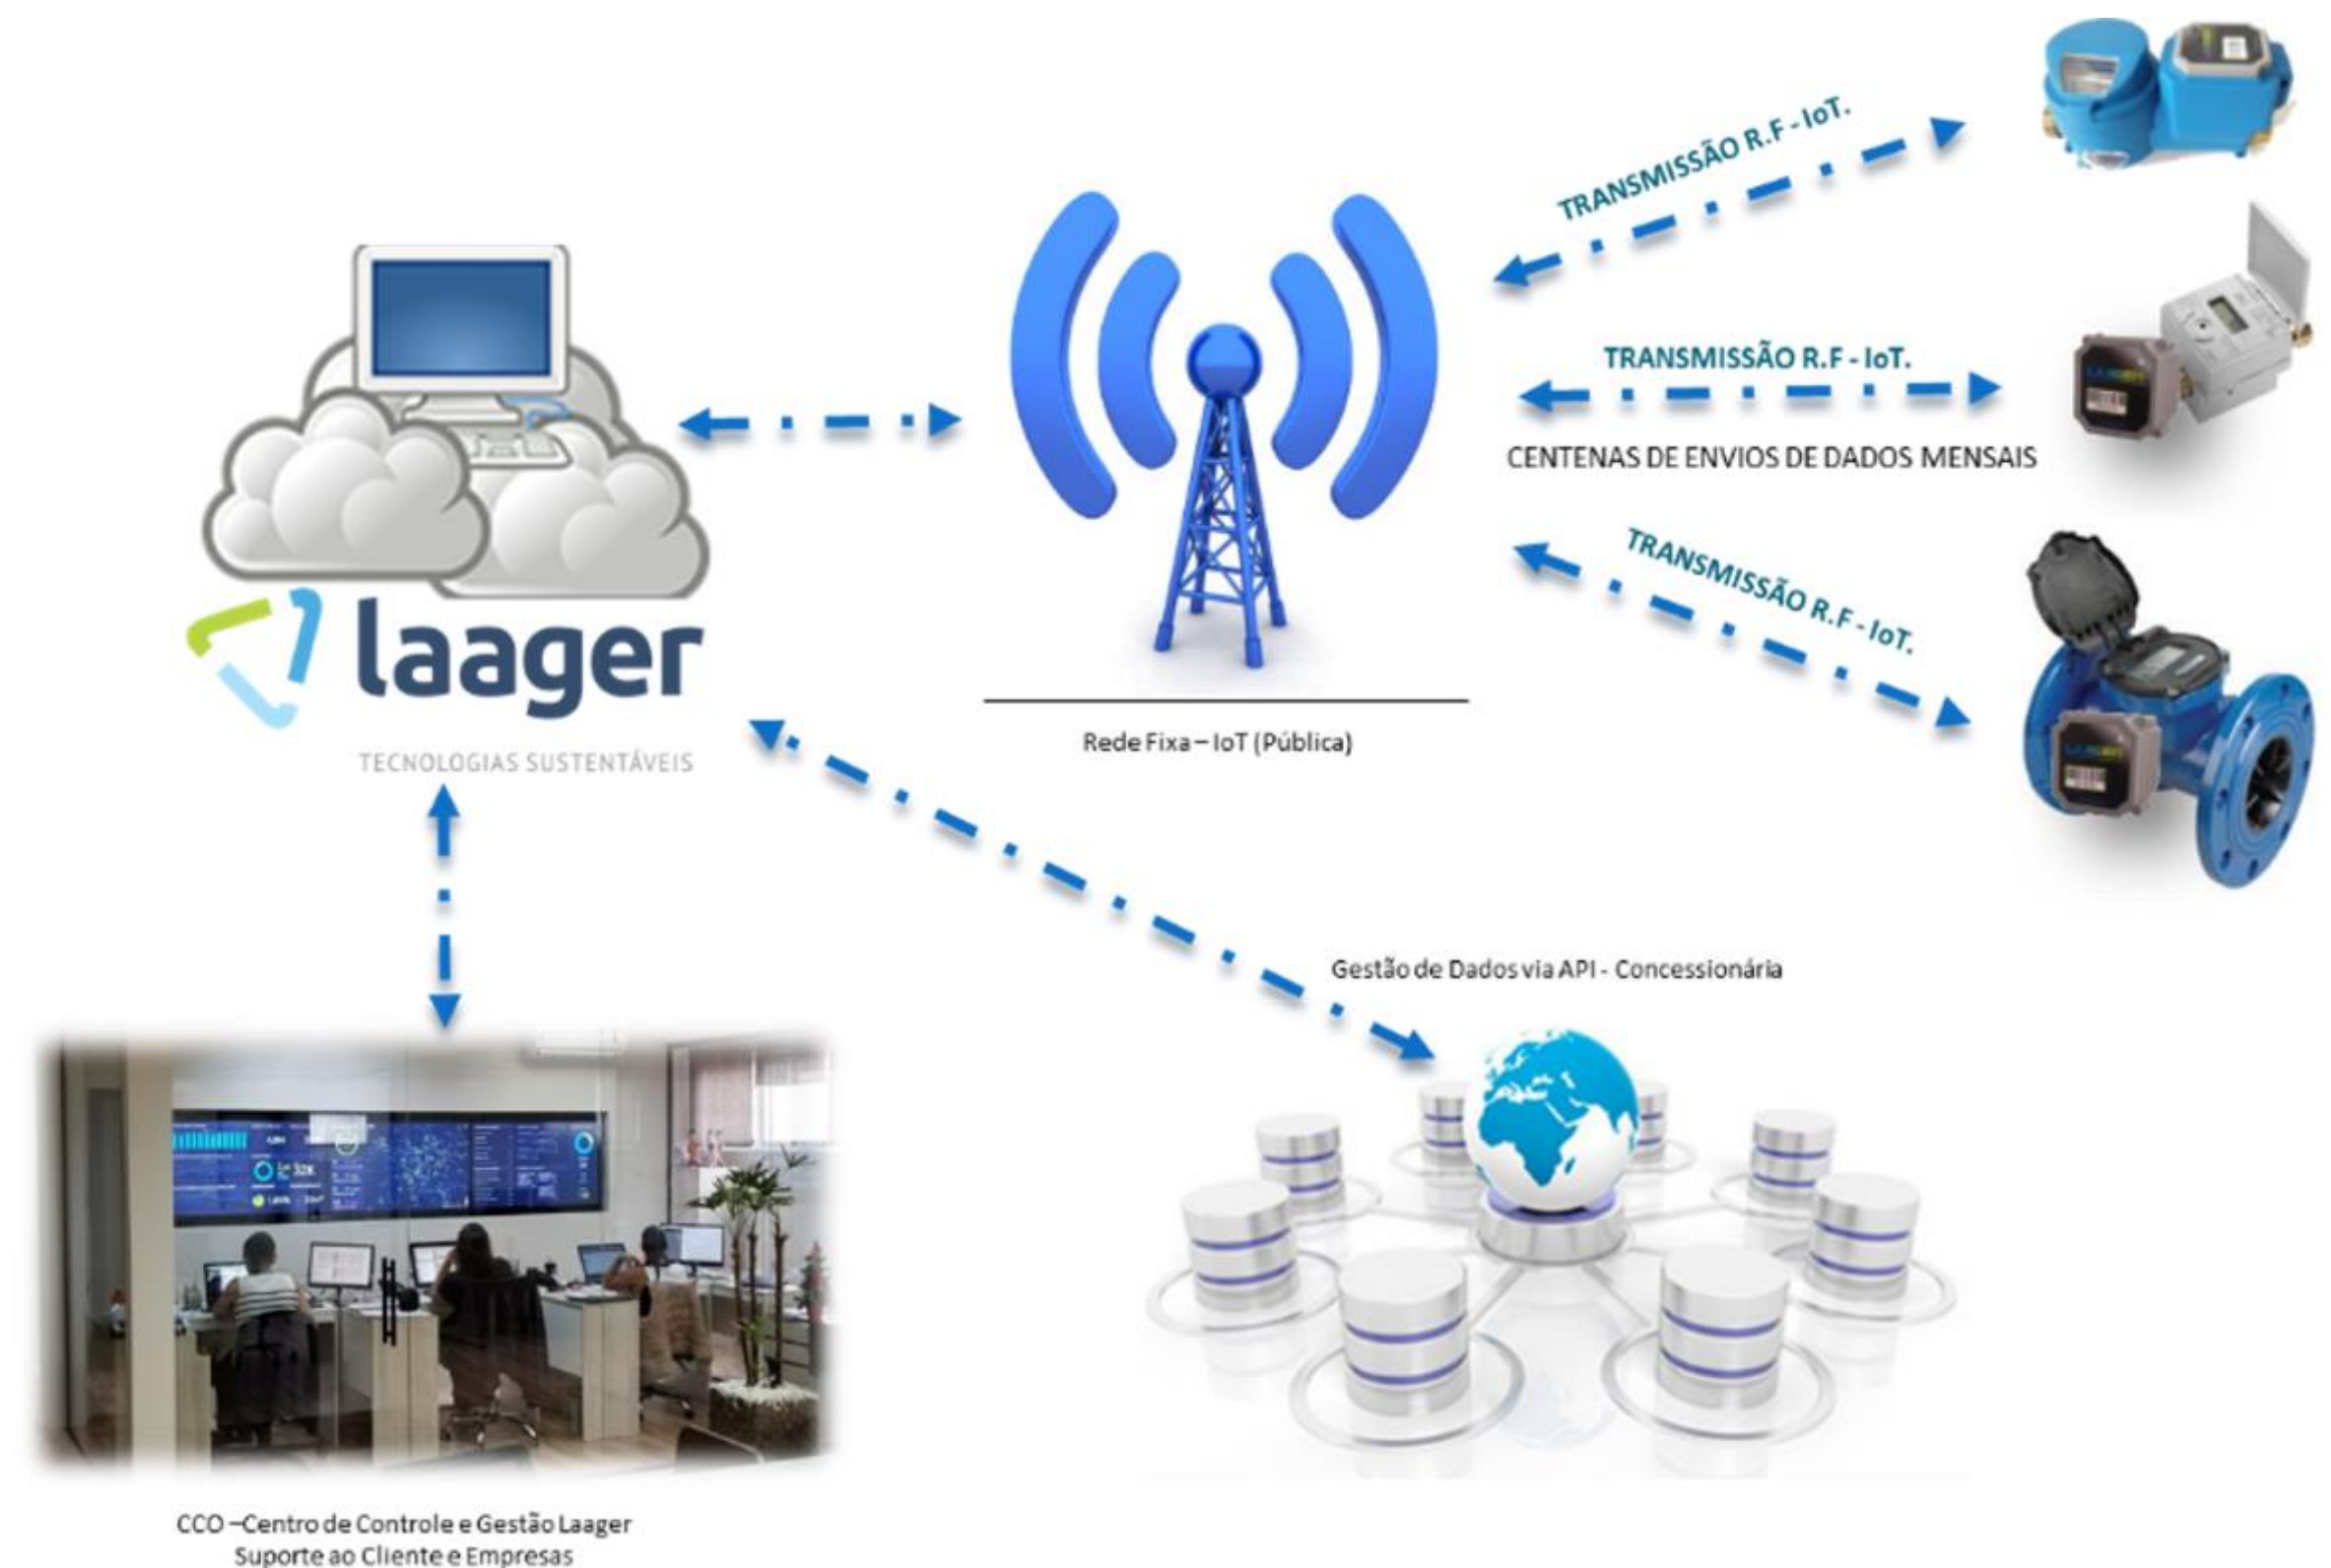 TRANSMISSÃO R.F - IoT.
TRANSMISSÃO R.F - IoT.
CENTENAS DE ENVIOS DE DADOS MENSAIS
TRANSMISSÃO R.F - IoT.
laager
TECNOLOGIAS SUSTENTÁVEIS
Rede Fixa – IoT (Pública)
Gestão de Dados via API - Concessionária
CCO –Centro de Controle e Gestão Laager
Suporte ao Cliente e Empresas